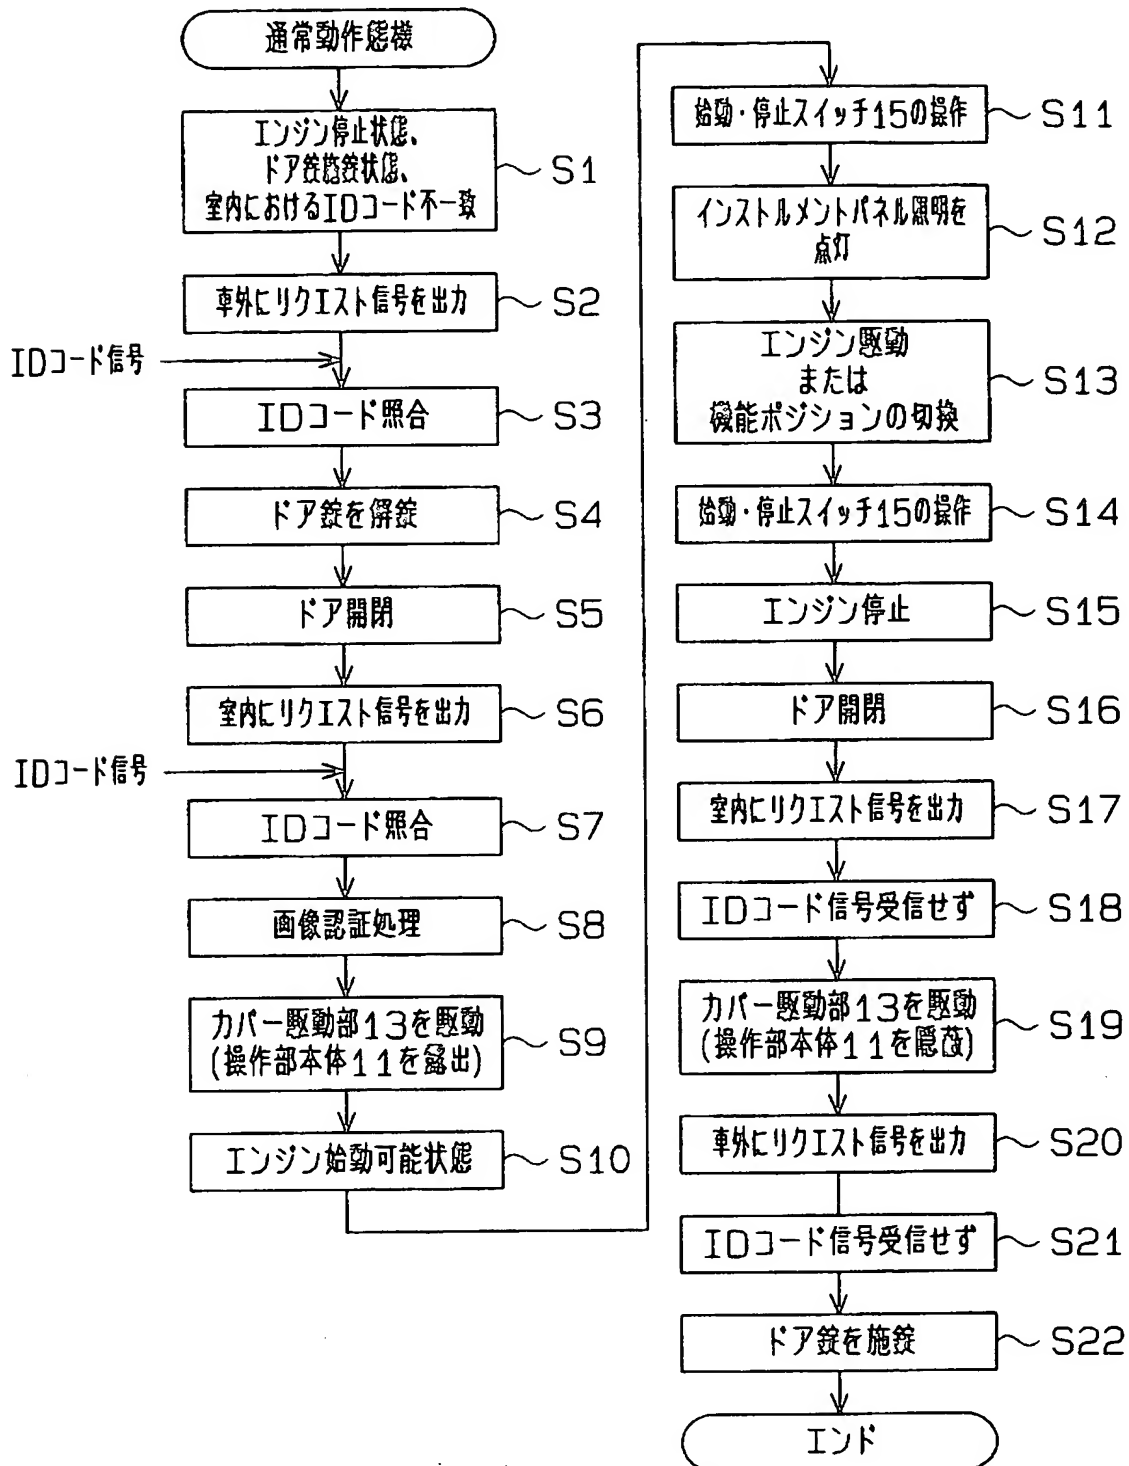 通常動作態機
エンジン停止状態、
ドア錠施錠状態、
室内におけるIDコード不一致
S1
車外にリクエスト信号を出力
S2
IDコード信号
IDコード照合
S3
ドア錠を解錠
S4
ドア開閉
S5
室内にリクエスト信号を出力
S6
IDコード信号
IDコード照合
S7
画像認証処理
S8
カバー駆動部13を駆動
(操作部本体11を露出)
S9
エンジン始動可能状態
S10
始動・停止スイッチ15の操作
S11
インストルメントパネル照明を
点灯
S12
エンジン駆動
または
機能ポジションの切換
S13
始動・停止スイッチ15の操作
S14
エンジン停止
S15
ドア開閉
S16
室内にリクエスト信号を出力
S17
IDコード信号受信せず
S18
カバー駆動部13を駆動
(操作部本体11を隠蔽)
S19
車外にリクエスト信号を出力
S20
IDコード信号受信せず
S21
ドア錠を施錠
S22
エンド